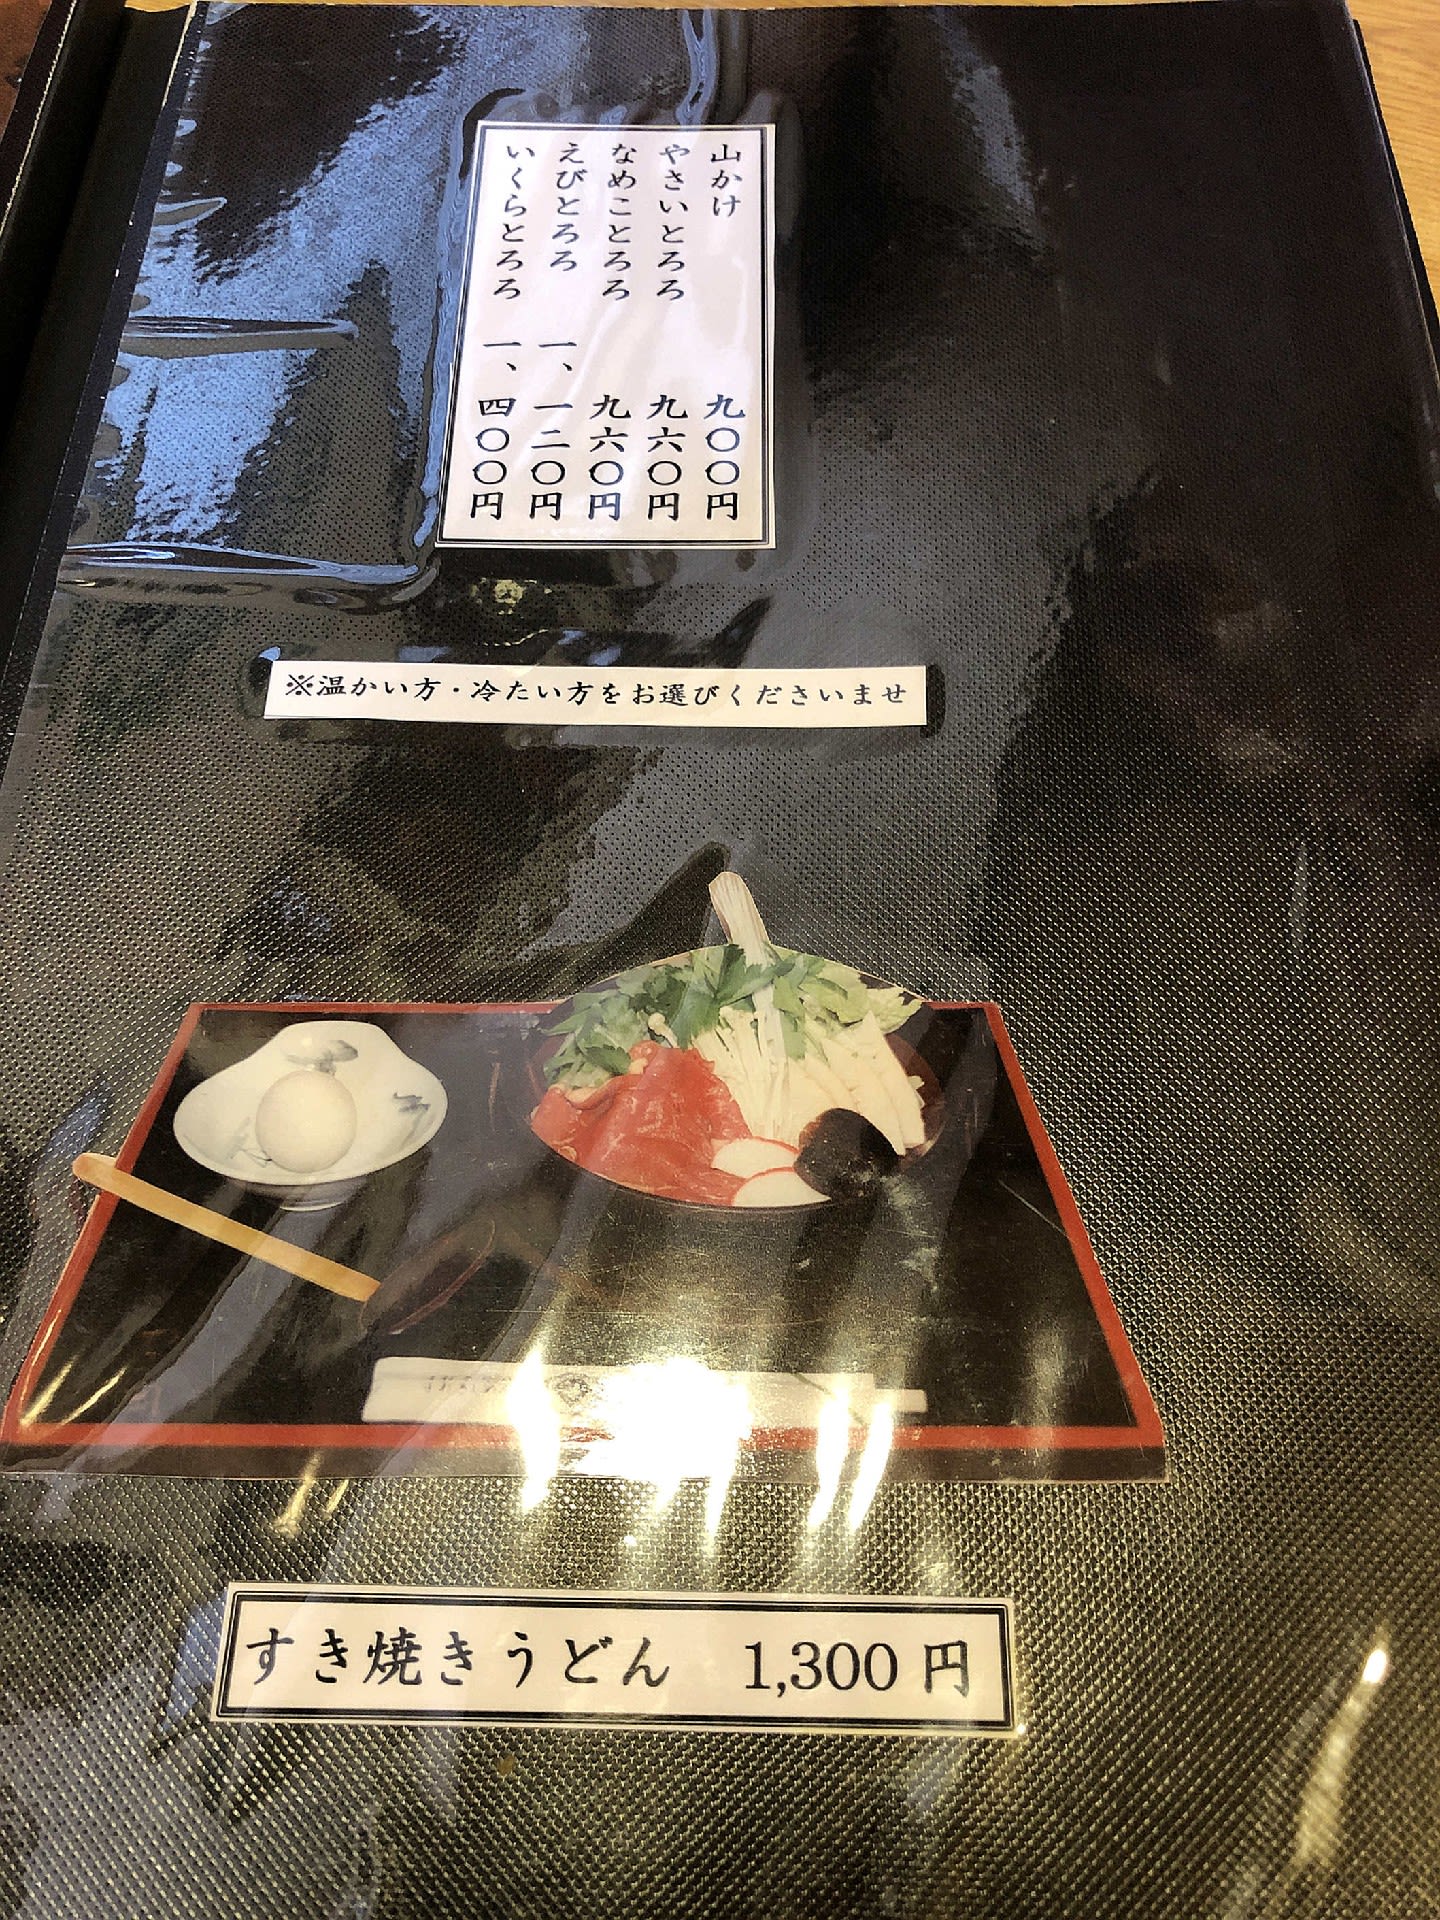 山かけ 九〇〇円
やさいとろろ 九六〇円
なめことろろ 九六〇円
えびとろろ 一、一二〇円
いくらとろろ 一、四〇〇円
※温かい方・冷たい方をお選びくださいませ
すき焼きうどん 1,300円